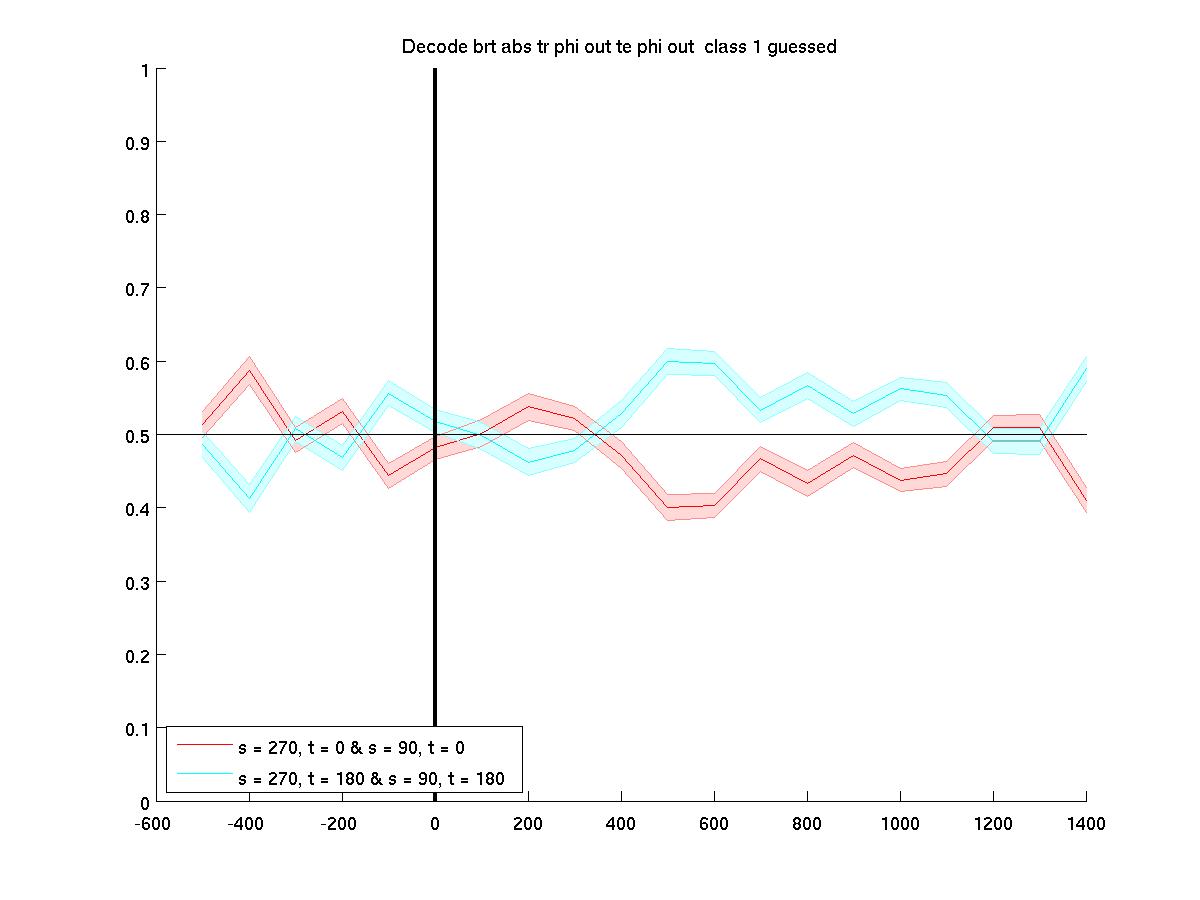 Decode brt abs tr phi out te phi out  class 1 guessed
1
0.9
0.8
0.7
0.6
0.5
0.4
0.3
0.2
0.1
0
s = 270, t = 0 & s = 90, t = 0
s = 270, t = 180 & s = 90, t = 180
-600 -400 -200 0 200 400 600 800 1000 1200 1400